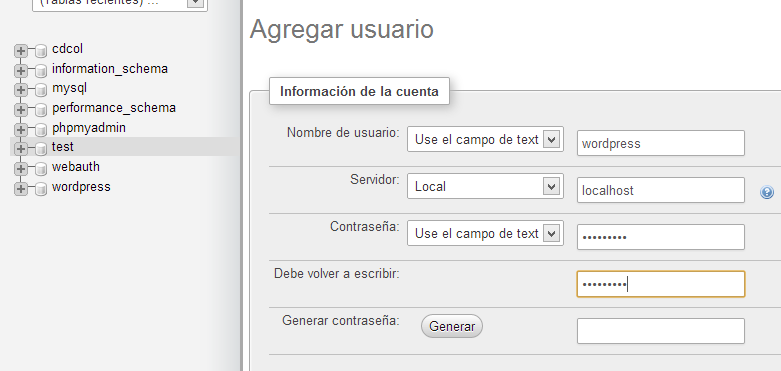 (Tablas recientes) ...
cdcol
information_schema
mysql
performance_schema
phpmyadmin
test
webauth
wordpress
Agregar usuario
Información de la cuenta
Nombre de usuario: Use el campo de text wordpress
Servidor: Local localhost
Contraseña: Use el campo de text •••••••••
Debe volver a escribir: •••••••••
Generar contraseña: Generar